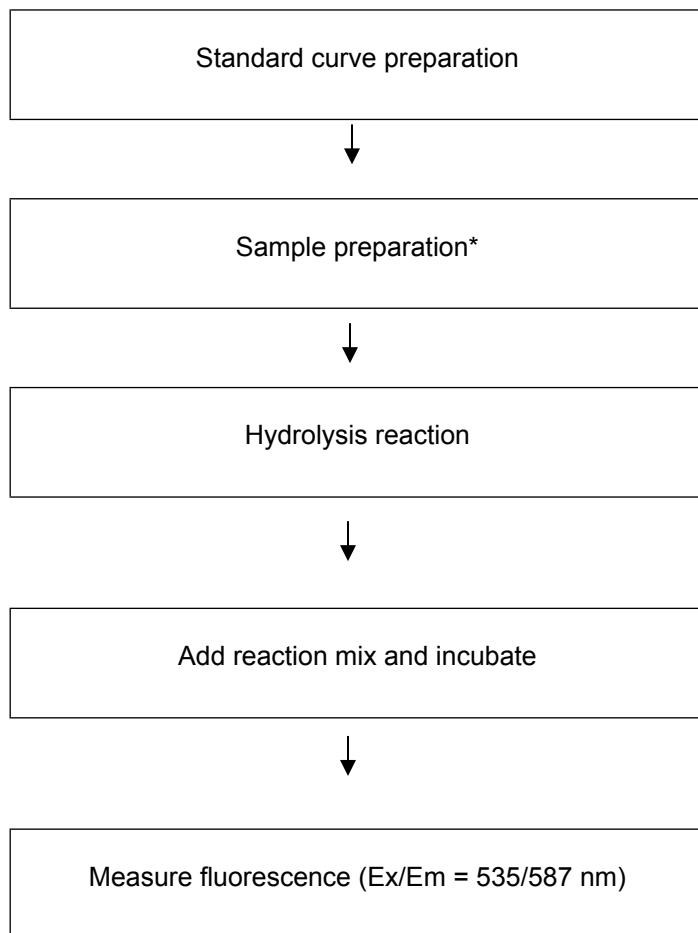 Standard curve preparation
Sample preparation*
Hydrolysis reaction
Add reaction mix and incubate
Measure fluorescence (Ex/Em = 535/587 nm)